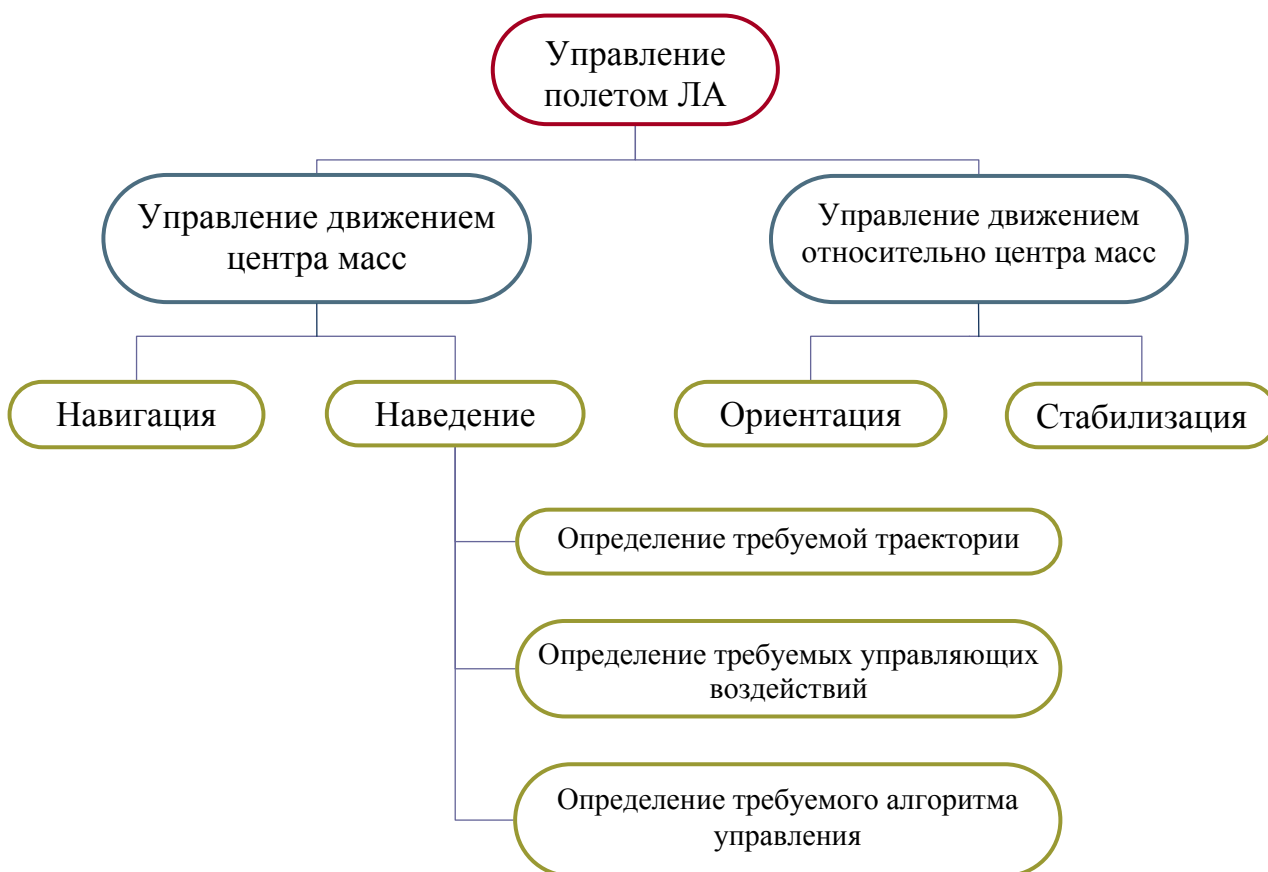 Управление
полетом ЛА
Управление движением
центра масс
Управление движением
относительно центра масс
Навигация
Наведение
Ориентация
Стабилизация
Определение требуемой траектории
Определение требуемых управляющих
воздействий
Определение требуемого алгоритма
управления